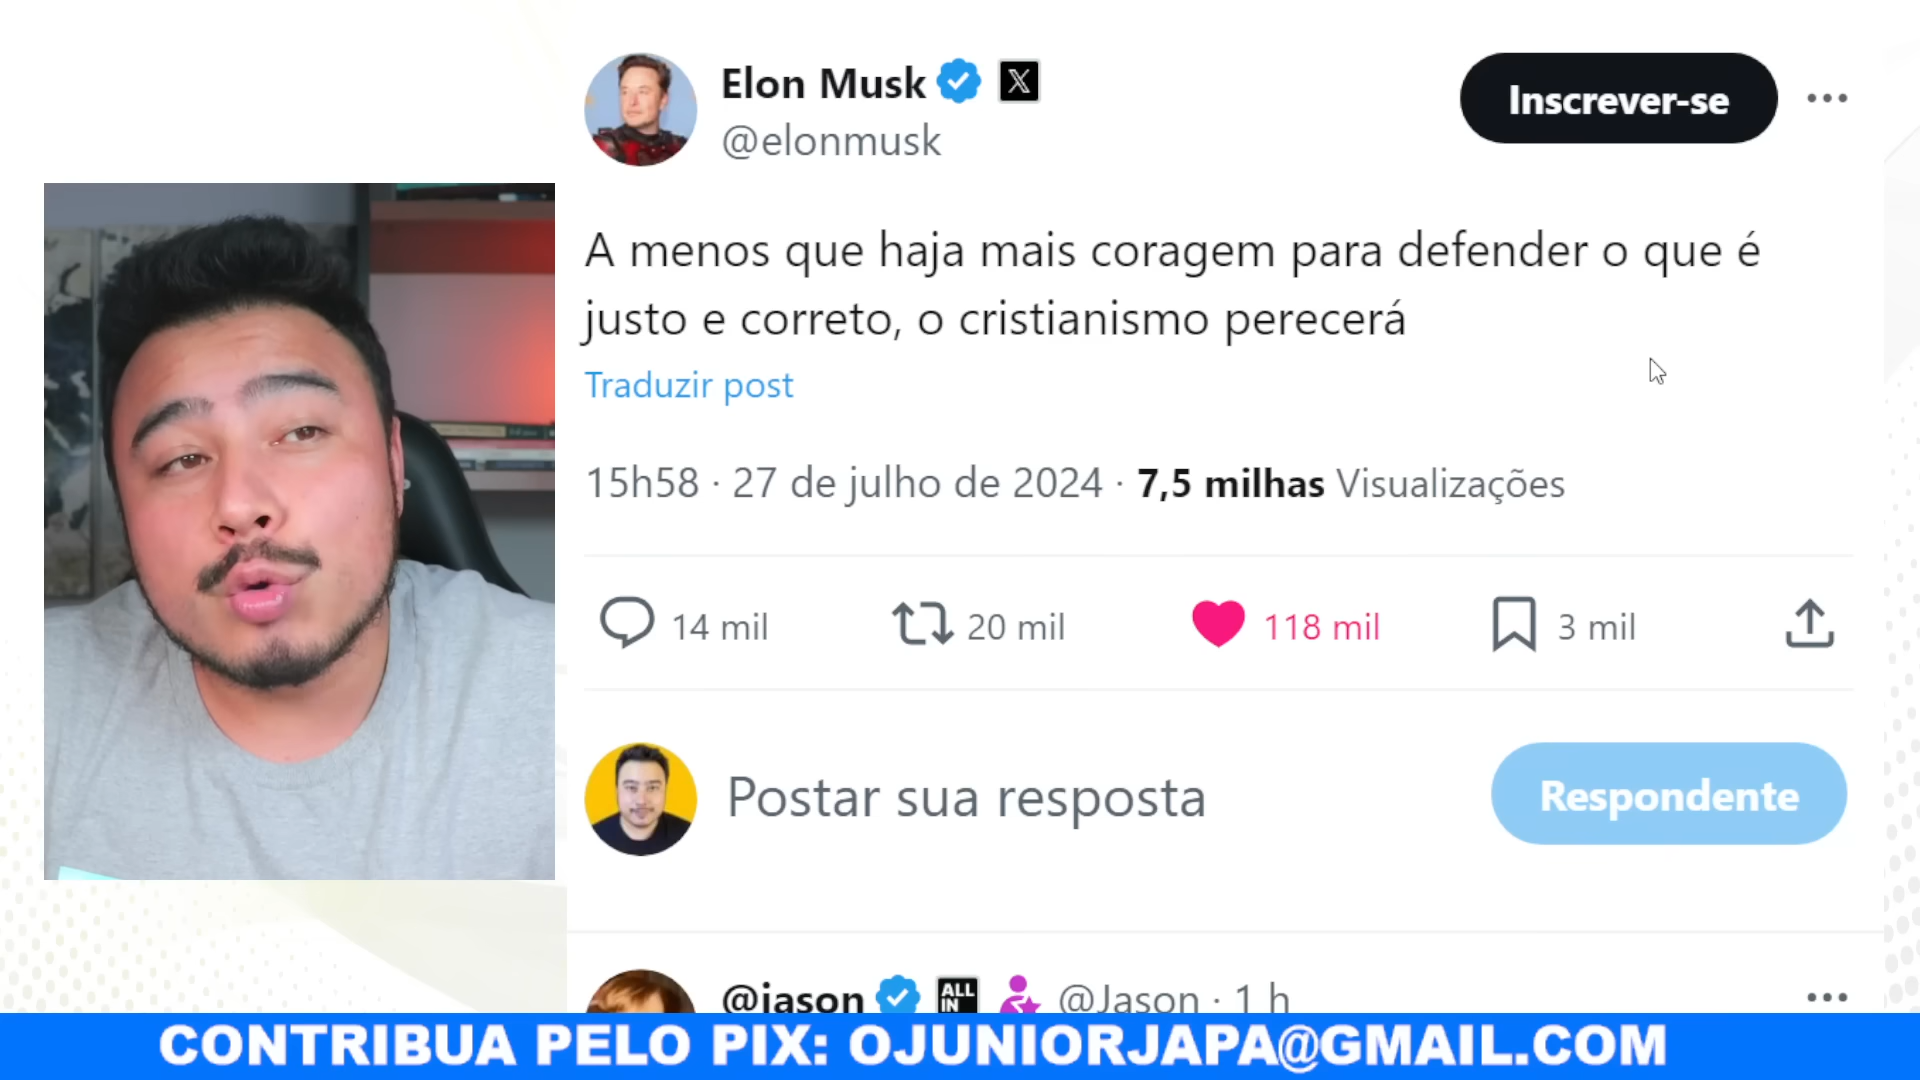 Elon Musk
@elonmusk
Inscrever-se
A menos que haja mais coragem para defender o que é
justo e correto, o cristianismo perecerá
Traduzir post
15h58 · 27 de julho de 2024 · 7,5 milhas Visualizações
14 mil
20 mil
118 mil
3 mil
Postar sua resposta
Respondente
@jason ALL IN @Jason · 1 h
CONTRIBUA PELO PIX: OJUNIORJAPA@GMAIL.COM